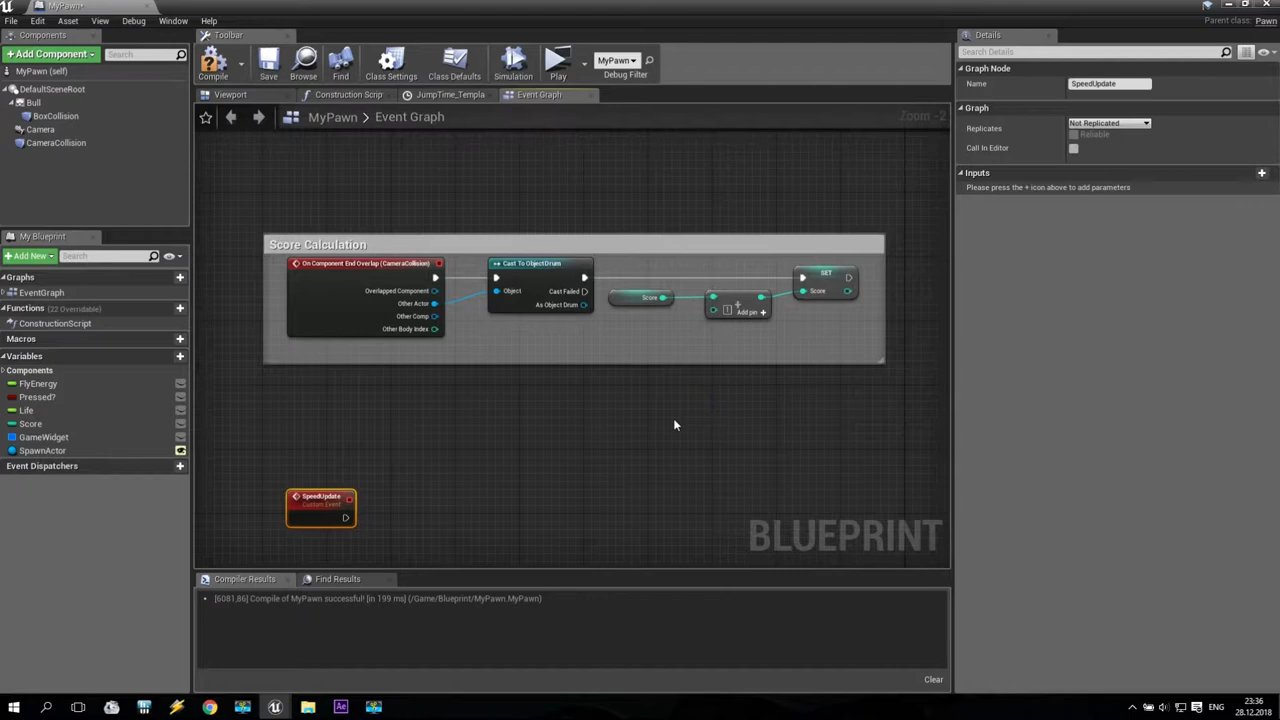 MyPawn*
File Edit Asset View Debug Window Help
Parent class: Pawn
Components
Toolbar
Details
+Add Component
Search
Compile
Save
Browse
Find
Class Settings
Class Defaults
Simulation
Play
MyPawn
Debug Filter
Search Details
MyPawn (self)
Graph Node
Name
SpeedUpdate
DefaultSceneRoot
Bull
BoxCollision
Camera
CameraCollision
Viewport
Construction Scrip
JumpTime_Templa
Event Graph
MyPawn > Event Graph
Zoom -2
Graph
Replicates
Not Replicated
Reliable
Call In Editor
Inputs
Please press the + icon above to add parameters
My Blueprint
+Add New
Search
Graphs
EventGraph
Functions (22 Overridable)
ConstructionScript
Macros
Variables
Components
FlyEnergy
Pressed?
Life
Score
GameWidget
SpawnActor
Event Dispatchers
Score Calculation
On Component End Overlap (CameraCollision)
Overlapped Component
Other Actor
Other Comp
Other Body Index
Cast To ObjectDrum
Object
Cast Failed
As Object Drum
Score
1
+
Add pin +
SET
Score
SpeedUpdate
Custom Event
BLUEPRINT
Compiler Results
Find Results
[6081,86] Compile of MyPawn successful! [in 199 ms] (/Game/Blueprint/MyPawn.MyPawn)
Clear
Ae
ENG
23:36
28.12.2018